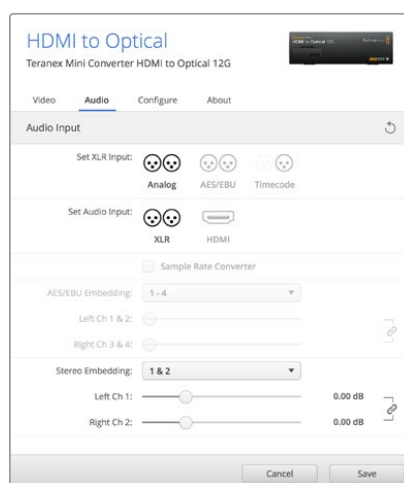 HDMI to Optical
Teranex Mini Converter HDMI to Optical 12G
Video Audio Configure About
Audio Input
Set XLR Input:
Analog AES/EBU Timecode
Set Audio Input:
XLR HDMI
Sample Rate Converter
AES/EBU Embedding: 1 - 4
Left Ch 1 & 2:
Right Ch 3 & 4:
Stereo Embedding: 1 & 2
Left Ch 1: 0.00 dB
Right Ch 2: 0.00 dB
Cancel Save